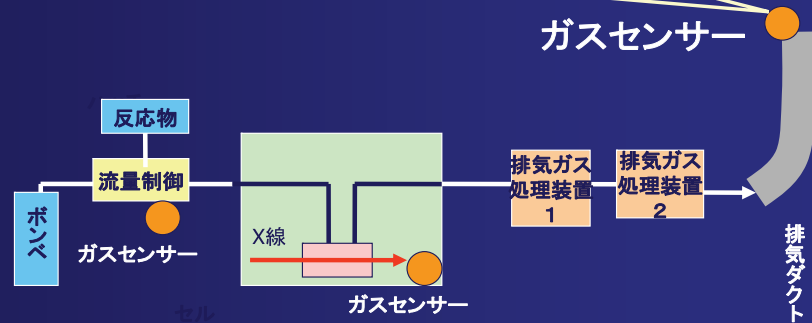 ガスセンサー
反応物
流量制御
ボンベ
ガスセンサー
X線
ガスセンサー
排気ガス
処理装置
1
排気ガス
処理装置
2
排気ダクト
セル